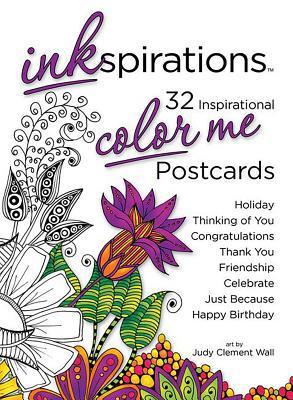 inkspirations™
32 Inspirational
color me
Postcards
Holiday
Thinking of You
Congratulations
Thank You
Friendship
Celebrate
Just Because
Happy Birthday
art by
Judy Clement Wall